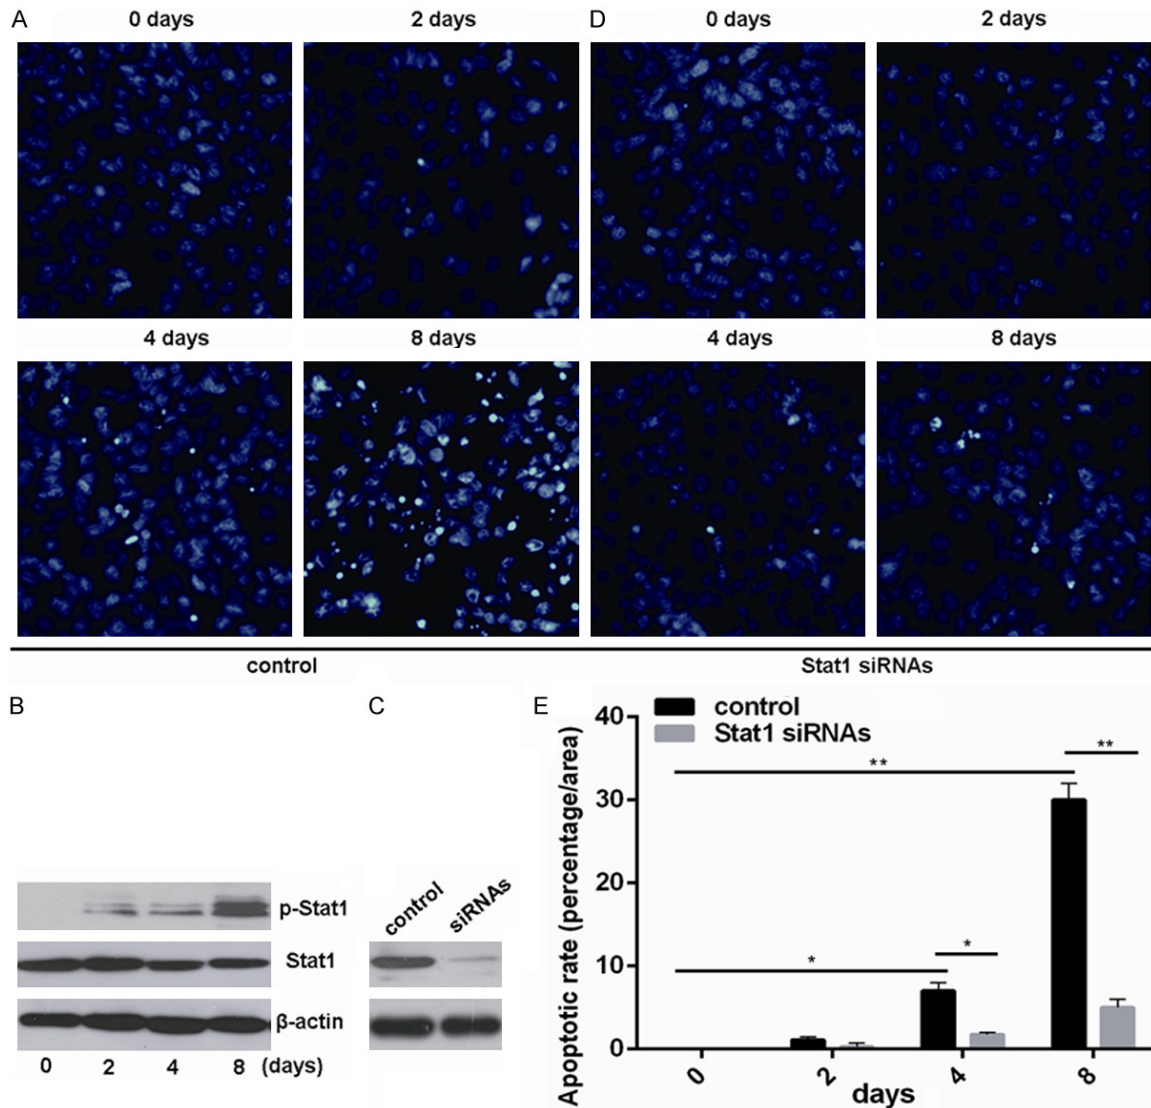 A
0 days
2 days
D
0 days
2 days
4 days
8 days
4 days
8 days
control
Stat1 siRNAs
B
p-Stat1
Stat1
β-actin
0 2 4 8 (days)
C
control
siRNAs
E
control
Stat1 siRNAs
Apoptotic rate (percentage/area)
40
30
20
10
0
**
**
*
*
0
2
4
8
days